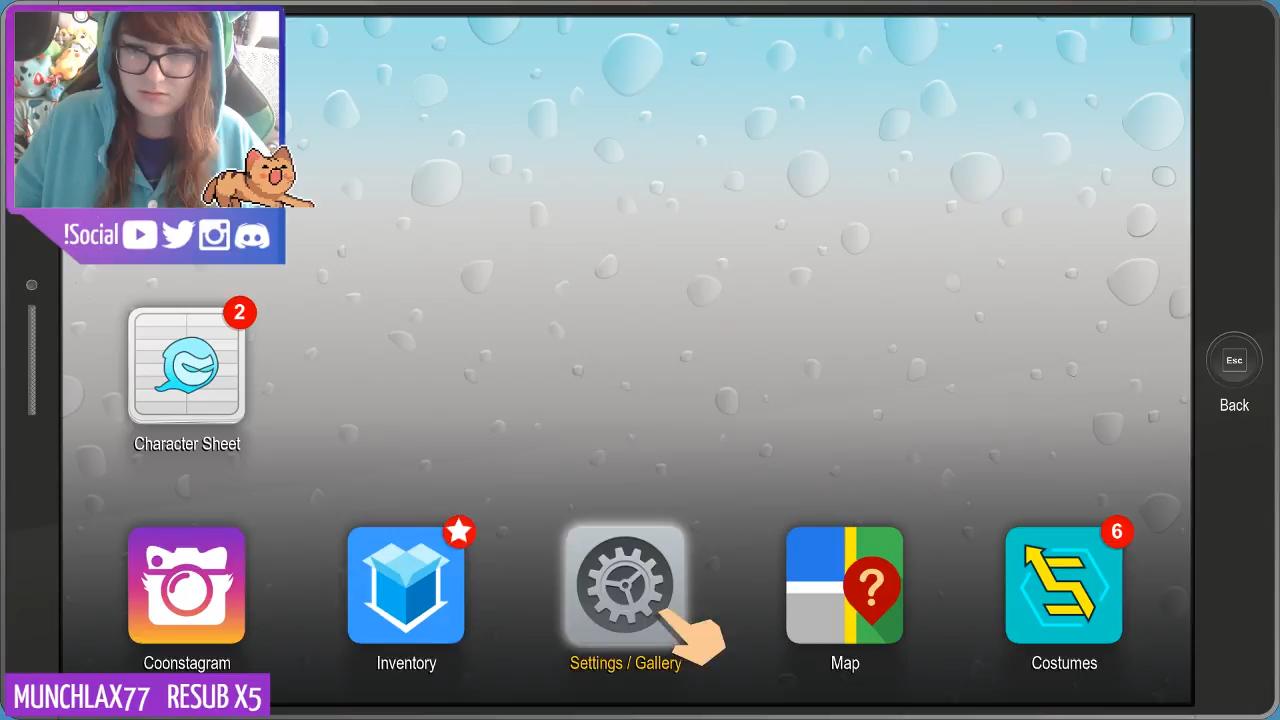 !Social
2
Character Sheet
Esc
Back
6
?
Coonstagram
Inventory
Settings / Gallery
Map
Costumes
MUNCHLAX77 RESUB X5